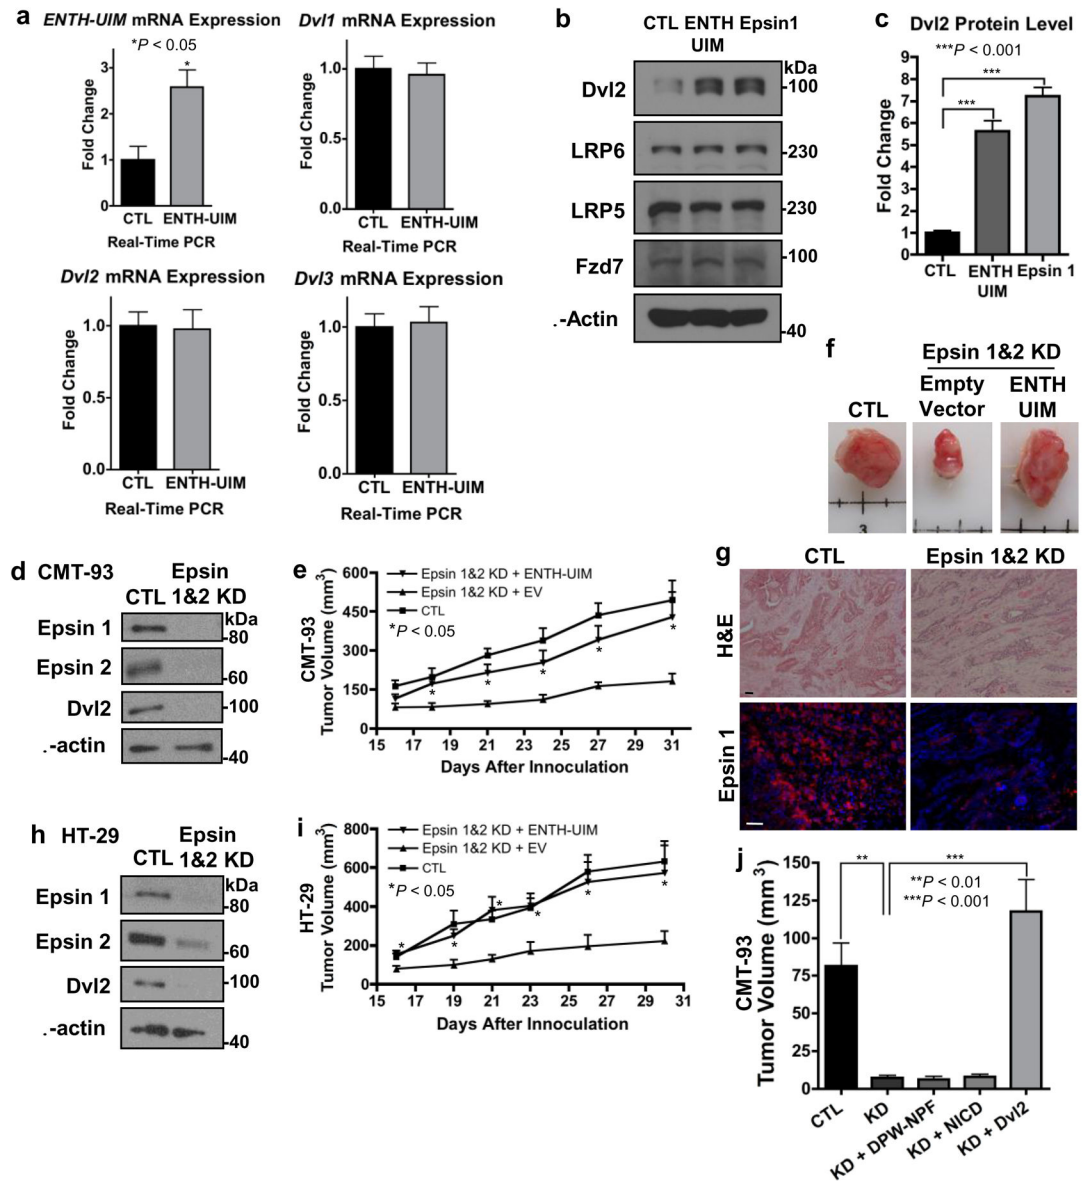 a
ENTH-UIM mRNA Expression
*P < 0.05
*
Fold Change
3
2
1
0
CTL ENTH-UIM
Real-Time PCR
Dvl1 mRNA Expression
Fold Change
1.0
0.5
0.0
CTL ENTH-UIM
Real-Time PCR
Dvl2 mRNA Expression
Fold Change
1.0
0.5
0.0
CTL ENTH-UIM
Real-Time PCR
Dvl3 mRNA Expression
Fold Change
1.0
0.5
0.0
CTL ENTH-UIM
Real-Time PCR
b
CTL ENTH Epsin1
UIM
kDa
Dvl2 -100
LRP6 -230
LRP5 -230
Fzd7 -100
.-Actin
-40
c
Dvl2 Protein Level
***P < 0.001
***
***
Fold Change
9
8
7
6
5
4
3
2
1
0
CTL ENTH Epsin 1
UIM
f
Epsin 1&2 KD
Empty ENTH
CTL Vector UIM
3
d CMT-93 Epsin
CTL 1&2 KD
kDa
Epsin 1 -80
Epsin 2 -60
Dvl2 -100
.-actin
-40
e
CMT-93
Tumor Volume (mm3)
600
450
300
150
0
Epsin 1&2 KD + ENTH-UIM
Epsin 1&2 KD + EV
CTL
*P < 0.05
* * * * *
15 17 19 21 23 25 27 29 31
Days After Innoculation
g
CTL Epsin 1&2 KD
H&E
Epsin 1
h HT-29 Epsin
CTL 1&2 KD
kDa
Epsin 1 -80
Epsin 2 -60
Dvl2 -100
.-actin
-40
i
HT-29
Tumor Volume (mm3)
800
600
400
200
0
Epsin 1&2 KD + ENTH-UIM
Epsin 1&2 KD + EV
CTL
*P < 0.05
* * * * * *
15 17 19 21 23 25 27 29 31
Days After Innoculation
j
CMT-93
Tumor Volume (mm3)
150
125
100
75
50
25
0
** ***
**P < 0.01
***P < 0.001
CTL
KD
KD + DPW-NPF
KD + NICD
KD + Dvl2